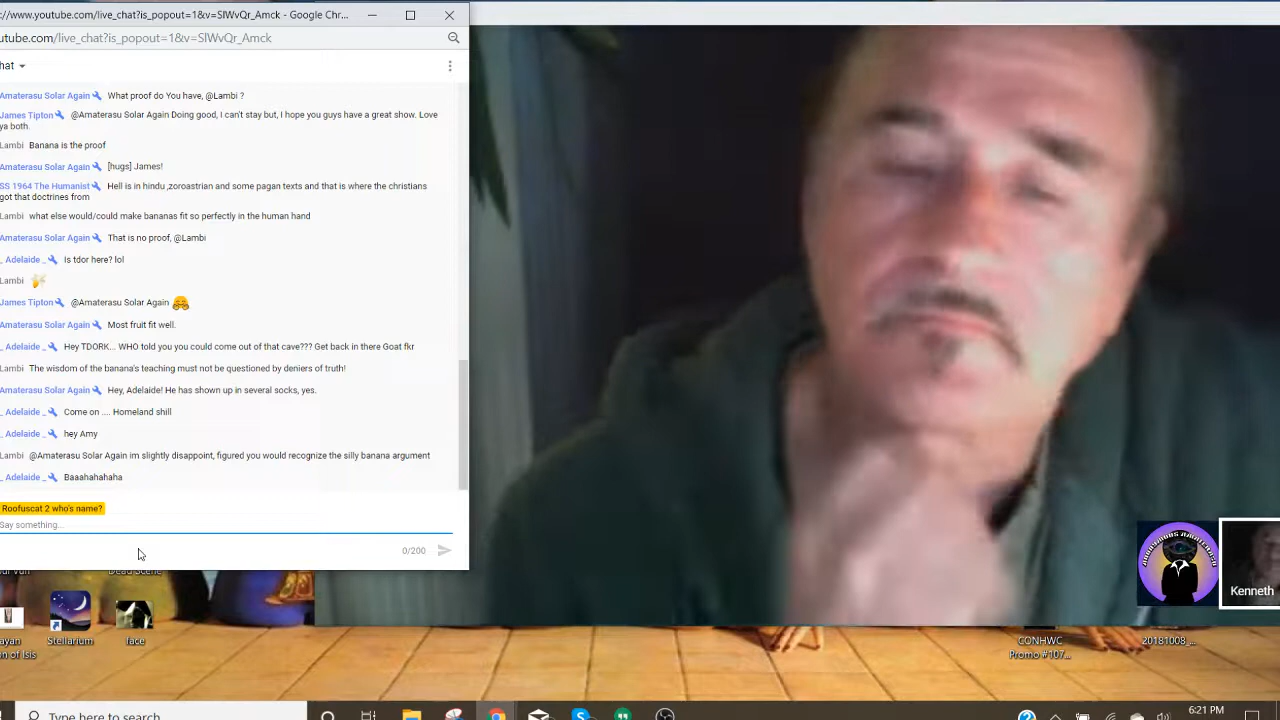 ://www.youtube.com/live_chat?is_popout=1&v=SlWvQr_Amck - Google Chr...
utube.com/live_chat?is_popout=1&v=SlWvQr_Amck
hat
Amaterasu Solar Again What proof do You have, @Lambi ?
James Tipton @Amaterasu Solar Again Doing good, I can't stay but, I hope you guys have a great show. Love
ya both.
Lambi Banana is the proof
Amaterasu Solar Again [hugs] James!
SS 1964 The Humanist Hell is in hindu ,zoroastrian and some pagan texts and that is where the christians
got that doctrines from
Lambi what else would/could make bananas fit so perfectly in the human hand
Amaterasu Solar Again That is no proof, @Lambi
_ Adelaide _ Is tdor here? lol
Lambi
James Tipton @Amaterasu Solar Again
Amaterasu Solar Again Most fruit fit well.
_ Adelaide _ Hey TDORK... WHO told you you could come out of that cave??? Get back in there Goat fkr
Lambi The wisdom of the banana's teaching must not be questioned by deniers of truth!
Amaterasu Solar Again Hey, Adelaide! He has shown up in several socks, yes.
_ Adelaide _ Come on .... Homeland shill
_ Adelaide _ hey Amy
Lambi @Amaterasu Solar Again im slightly disappoint, figured you would recognize the silly banana argument
_ Adelaide _ Baaahahahaha
Roofuscat 2 who's name?
Say something...
0/200
Kenneth
Dead Scene
ayan
on of Isis
Stellarium
face
CONHWC
Promo #107...
20181008_...
Type here to search
6:21 PM